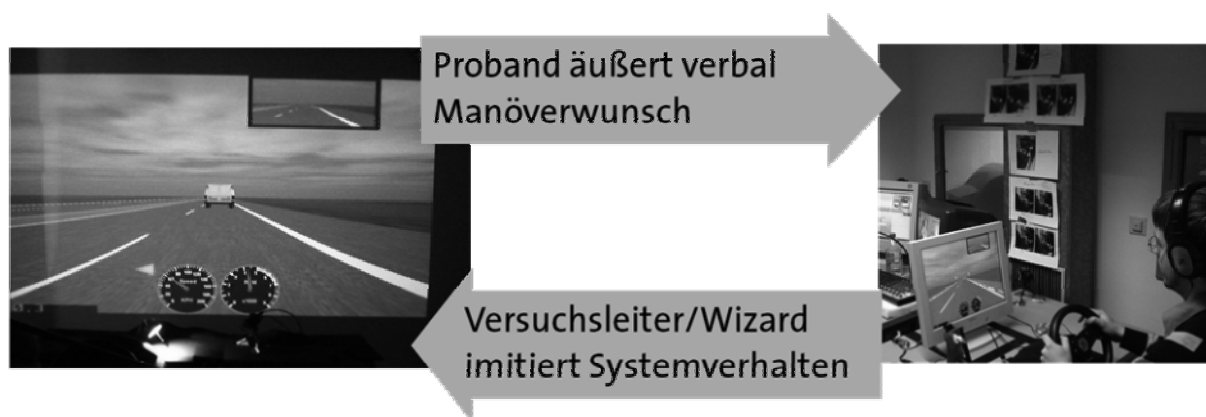 Proband äußert verbal
Manöverwunsch
Versuchsleiter/Wizard
imitiert Systemverhalten